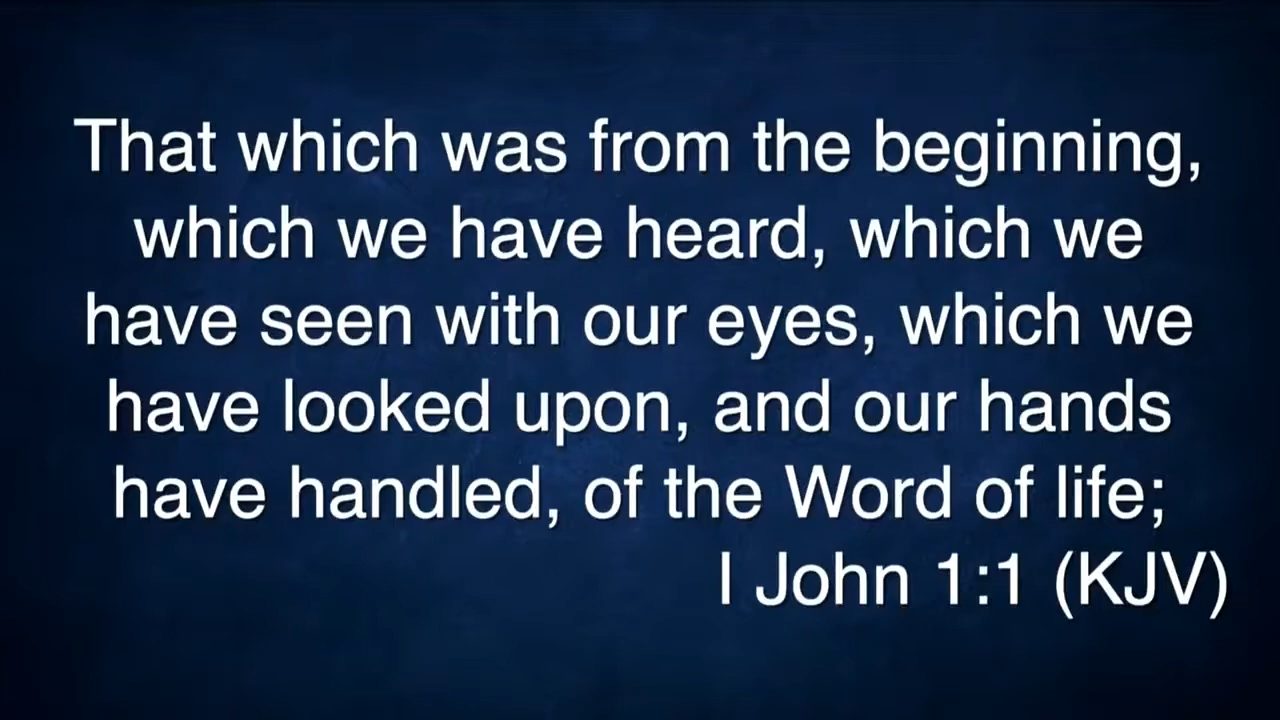 That which was from the beginning,
which we have heard, which we
have seen with our eyes, which we
have looked upon, and our hands
have handled, of the Word of life;
I John 1:1 (KJV)